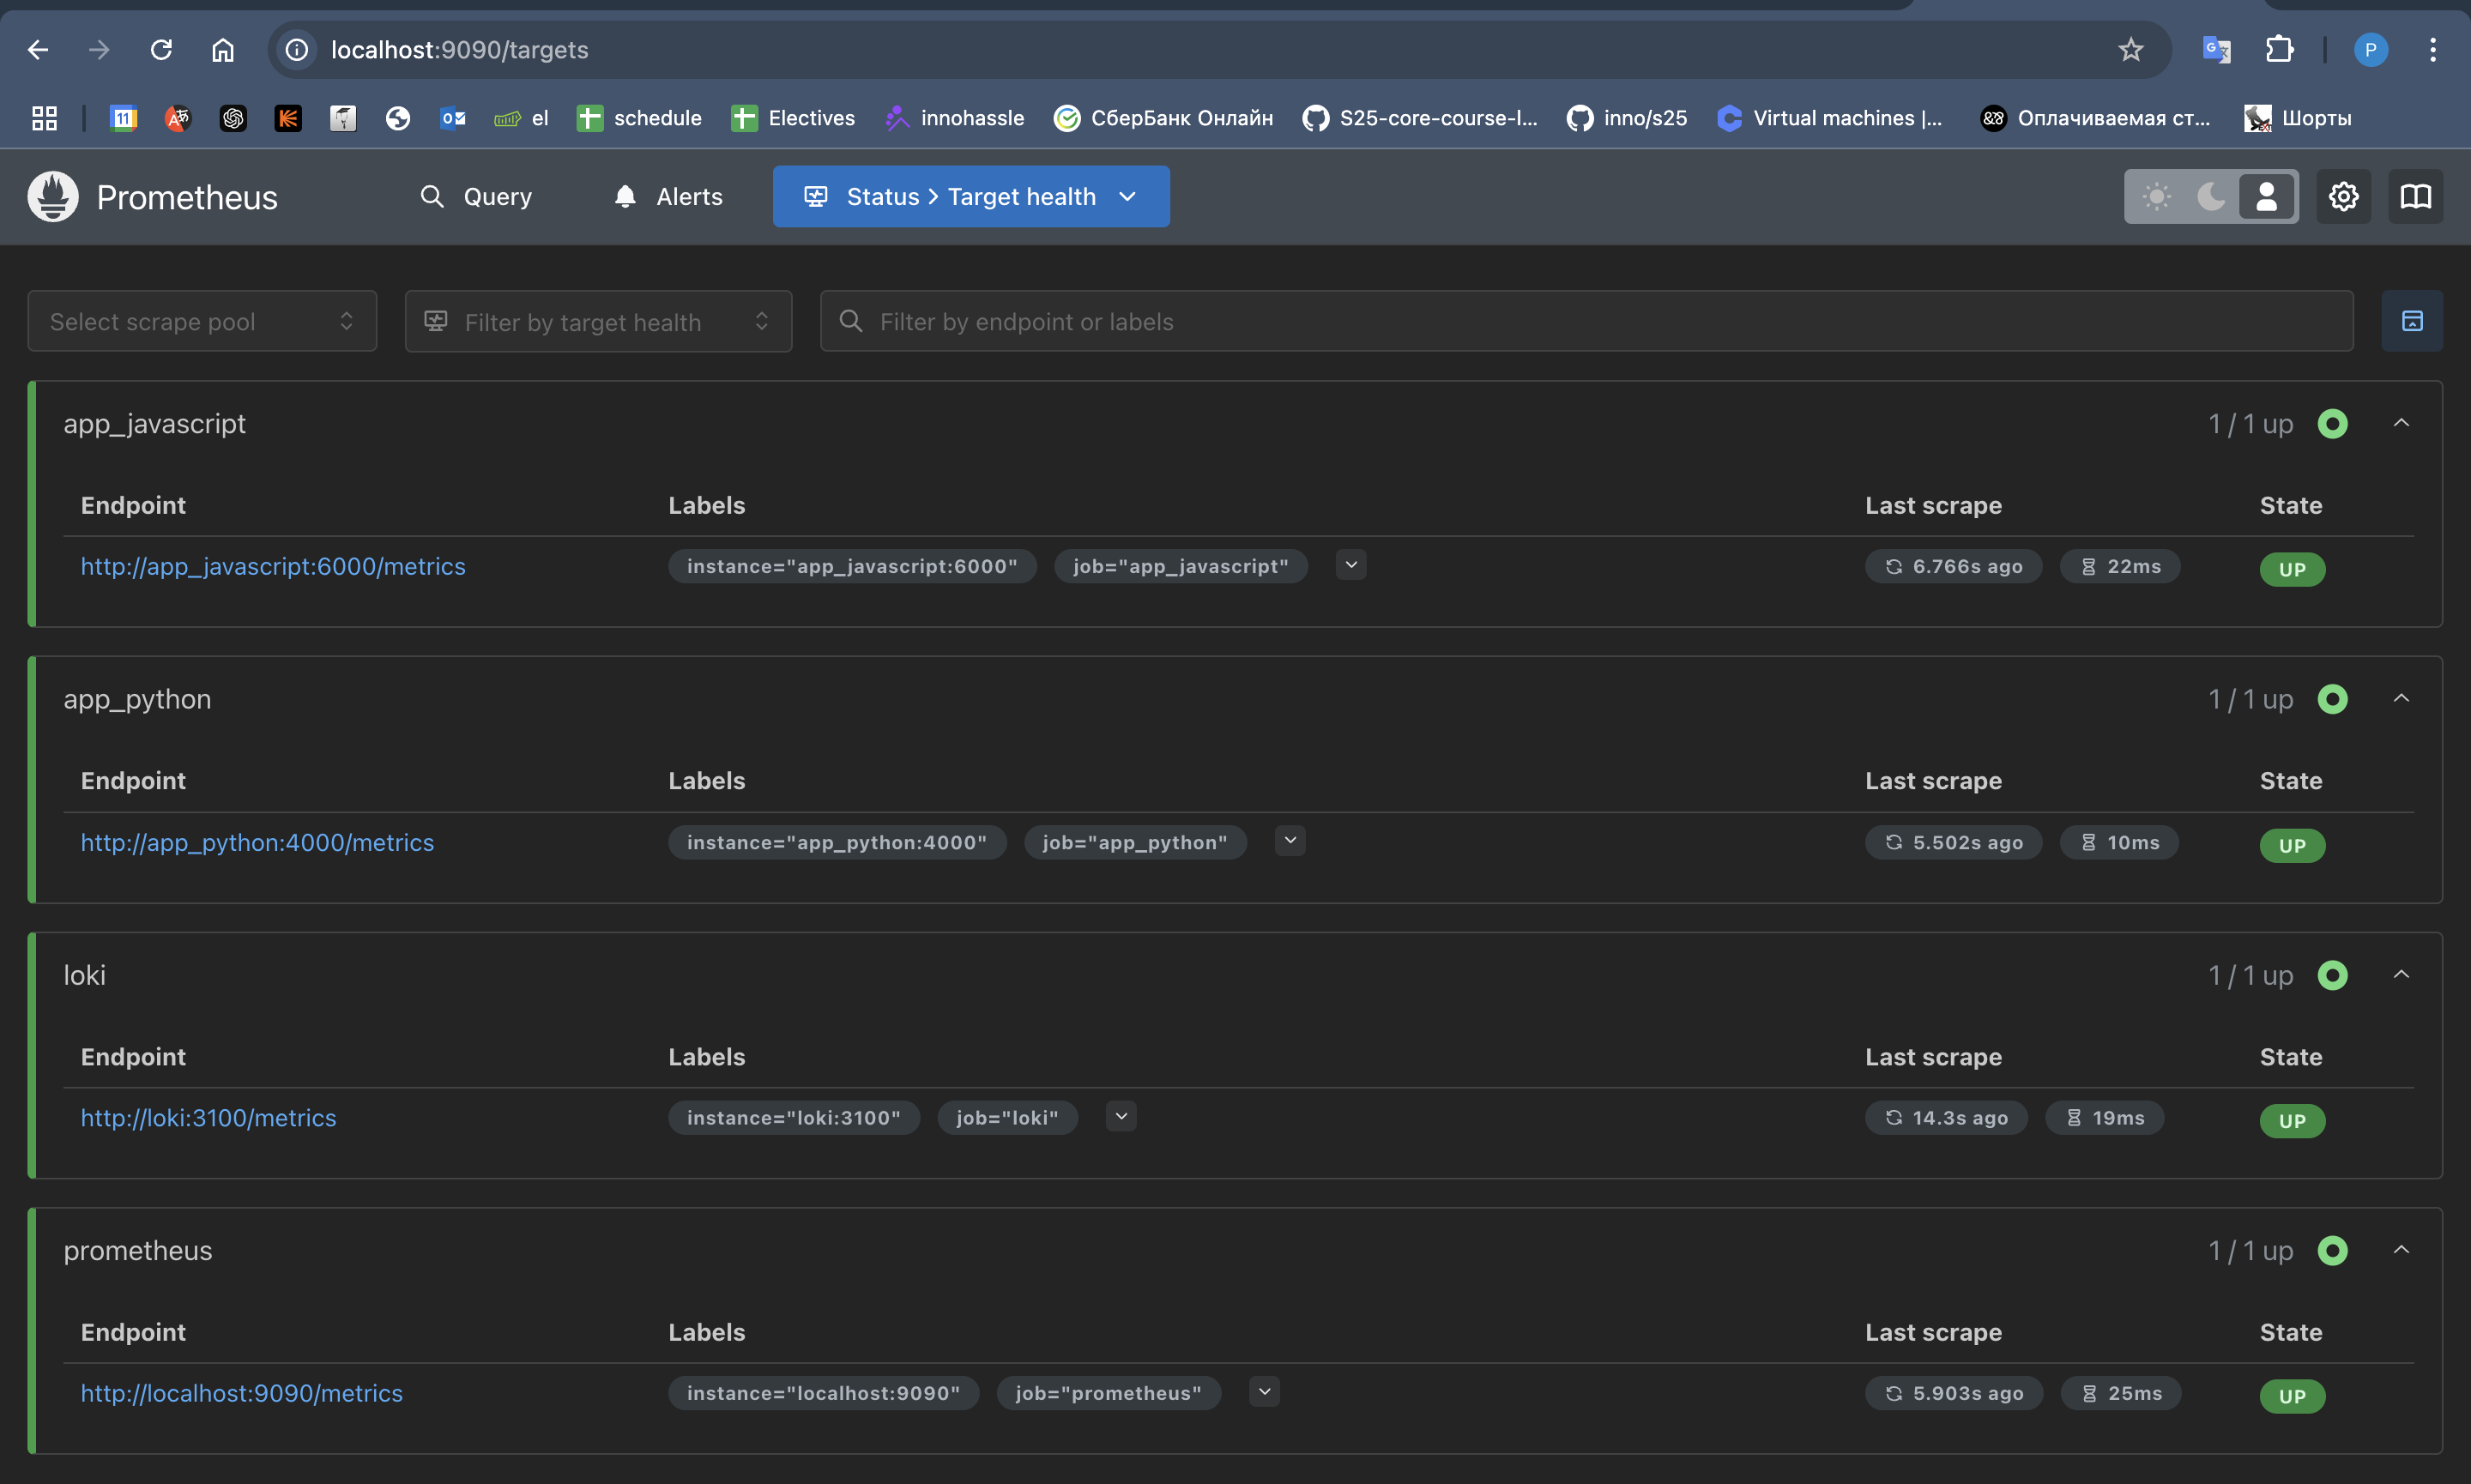 localhost:9090/targets
P
11 el schedule Electives innohassle СберБанк Онлайн S25-core-course-l... inno/s25 Virtual machines |... Оплачиваемая ст... Шорты
Prometheus Query Alerts Status > Target health
Select scrape pool Filter by target health Filter by endpoint or labels
app_javascript 1 / 1 up
Endpoint Labels Last scrape State
http://app_javascript:6000/metrics instance="app_javascript:6000" job="app_javascript" 6.766s ago 22ms UP
app_python 1 / 1 up
Endpoint Labels Last scrape State
http://app_python:4000/metrics instance="app_python:4000" job="app_python" 5.502s ago 10ms UP
loki 1 / 1 up
Endpoint Labels Last scrape State
http://loki:3100/metrics instance="loki:3100" job="loki" 14.3s ago 19ms UP
prometheus 1 / 1 up
Endpoint Labels Last scrape State
http://localhost:9090/metrics instance="localhost:9090" job="prometheus" 5.903s ago 25ms UP